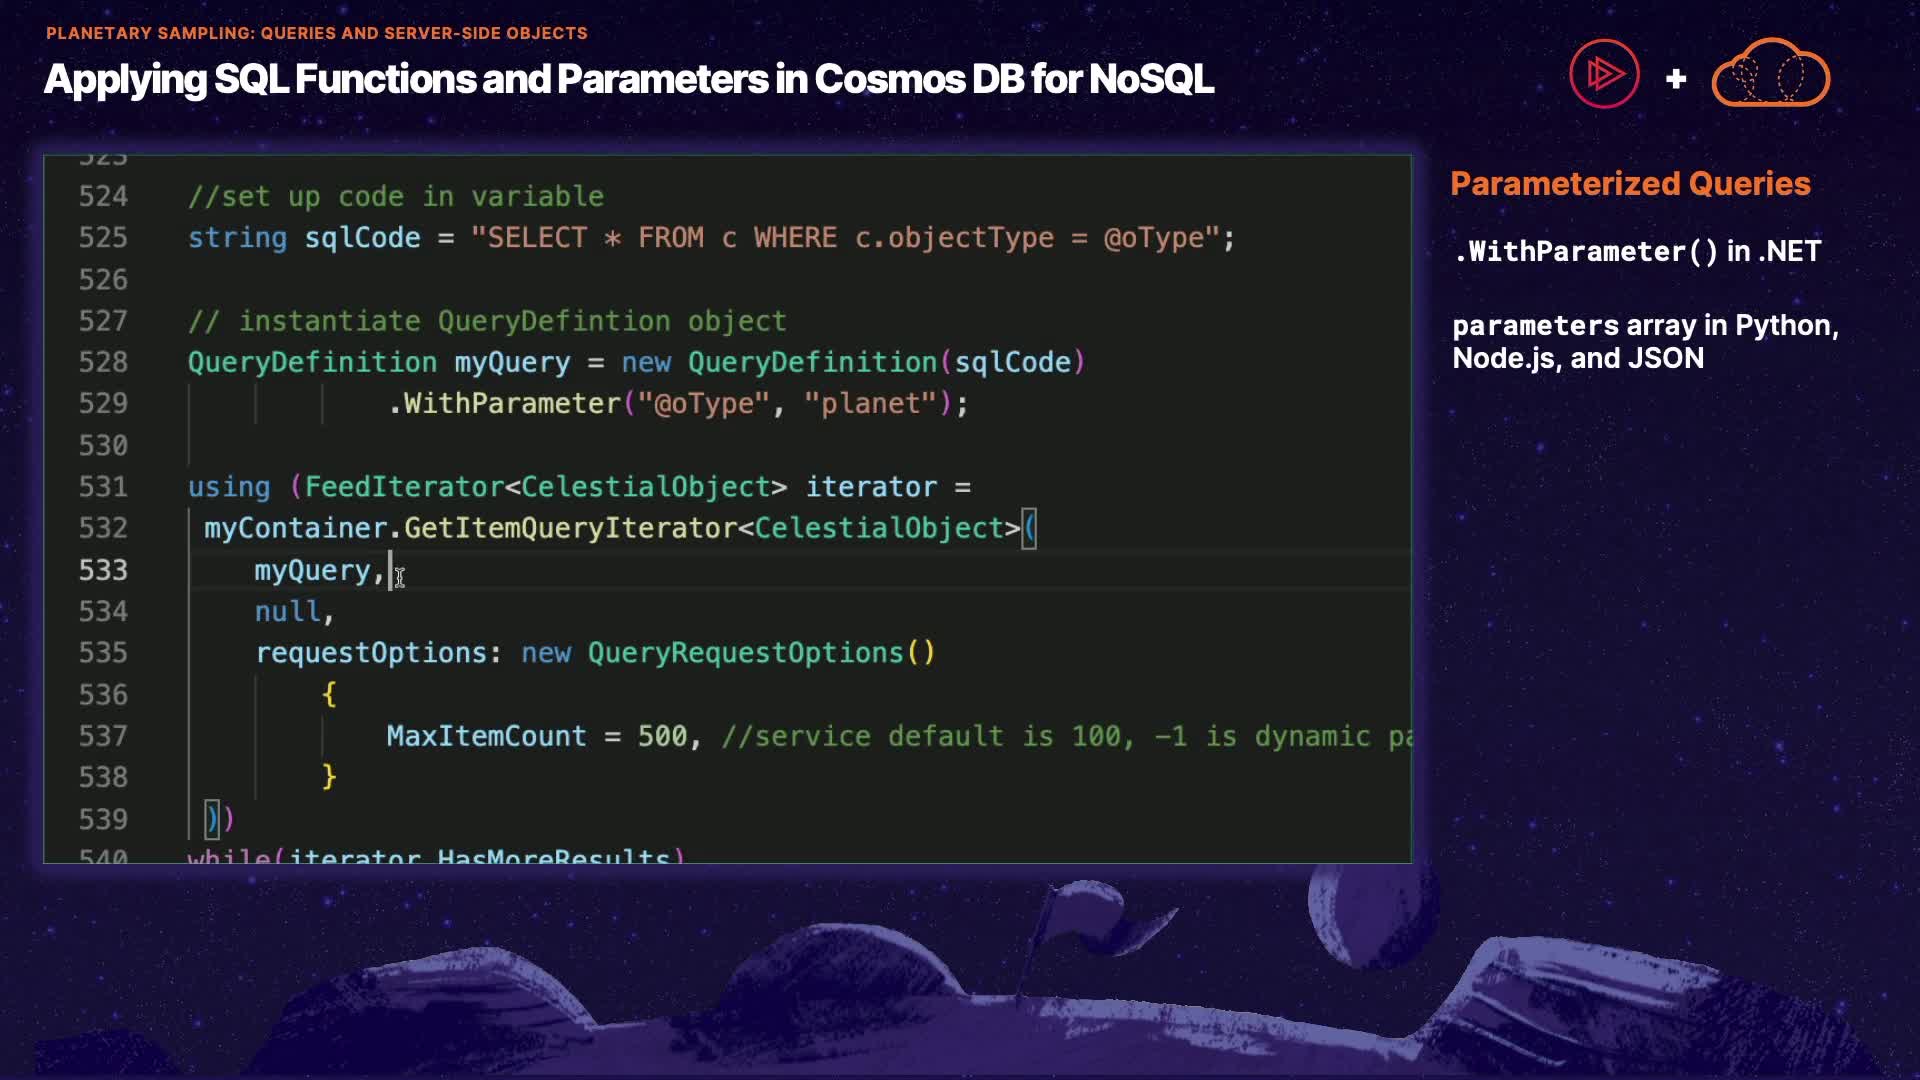 PLANETARY SAMPLING: QUERIES AND SERVER-SIDE OBJECTS
Applying SQL Functions and Parameters in Cosmos DB for NoSQL
+
523
524 //set up code in variable
525 string sqlCode = "SELECT * FROM c WHERE c.objectType = @oType";
526
527 // instantiate QueryDefintion object
528 QueryDefinition myQuery = new QueryDefinition(sqlCode)
529 .WithParameter("@oType", "planet");
530
531 using (FeedIterator<CelestialObject> iterator =
532 myContainer.GetItemQueryIterator<CelestialObject>(
533 myQuery,
534 null,
535 requestOptions: new QueryRequestOptions()
536 {
537 MaxItemCount = 500, //service default is 100, -1 is dynamic
538 }
539 ))
540 while(iterator.HasMoreResults)
Parameterized Queries
.WithParameter() in .NET
parameters array in Python,
Node.js, and JSON